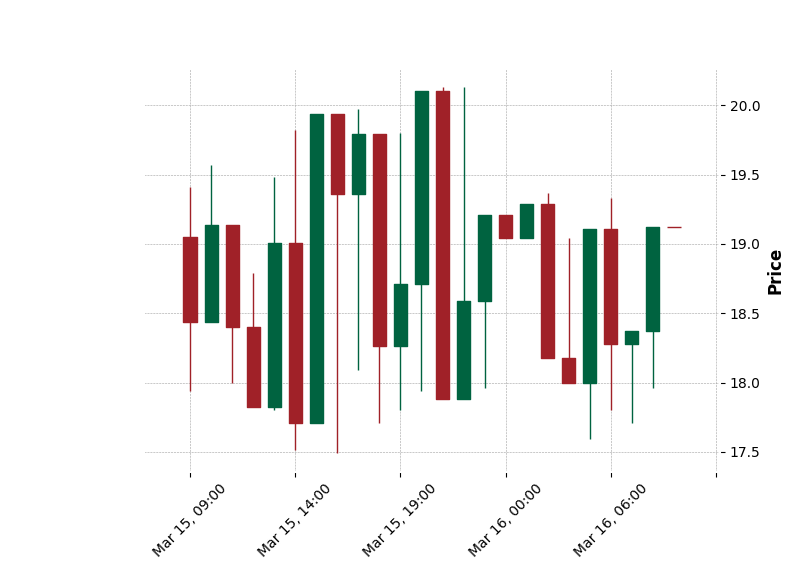 20.0
19.5
19.0
18.5
18.0
17.5
Price
Mar 15, 09:00
Mar 15, 14:00
Mar 15, 19:00
Mar 16, 00:00
Mar 16, 06:00